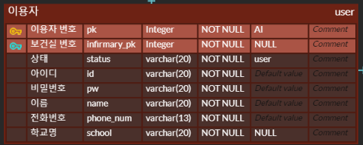 이용자 user
이용자 번호 pk Integer NOT NULL AI Comment
보건실 번호 infirmary_pk Integer NOT NULL NULL Comment
상태 status varchar(20) NOT NULL user Comment
아이디 id varchar(20) NOT NULL Default value Comment
비밀번호 pw varchar(20) NOT NULL Default value Comment
이름 name varchar(20) NOT NULL Default value Comment
전화번호 phone_num varchar(13) NOT NULL Default value Comment
학교명 school varchar(20) NOT NULL NULL Comment